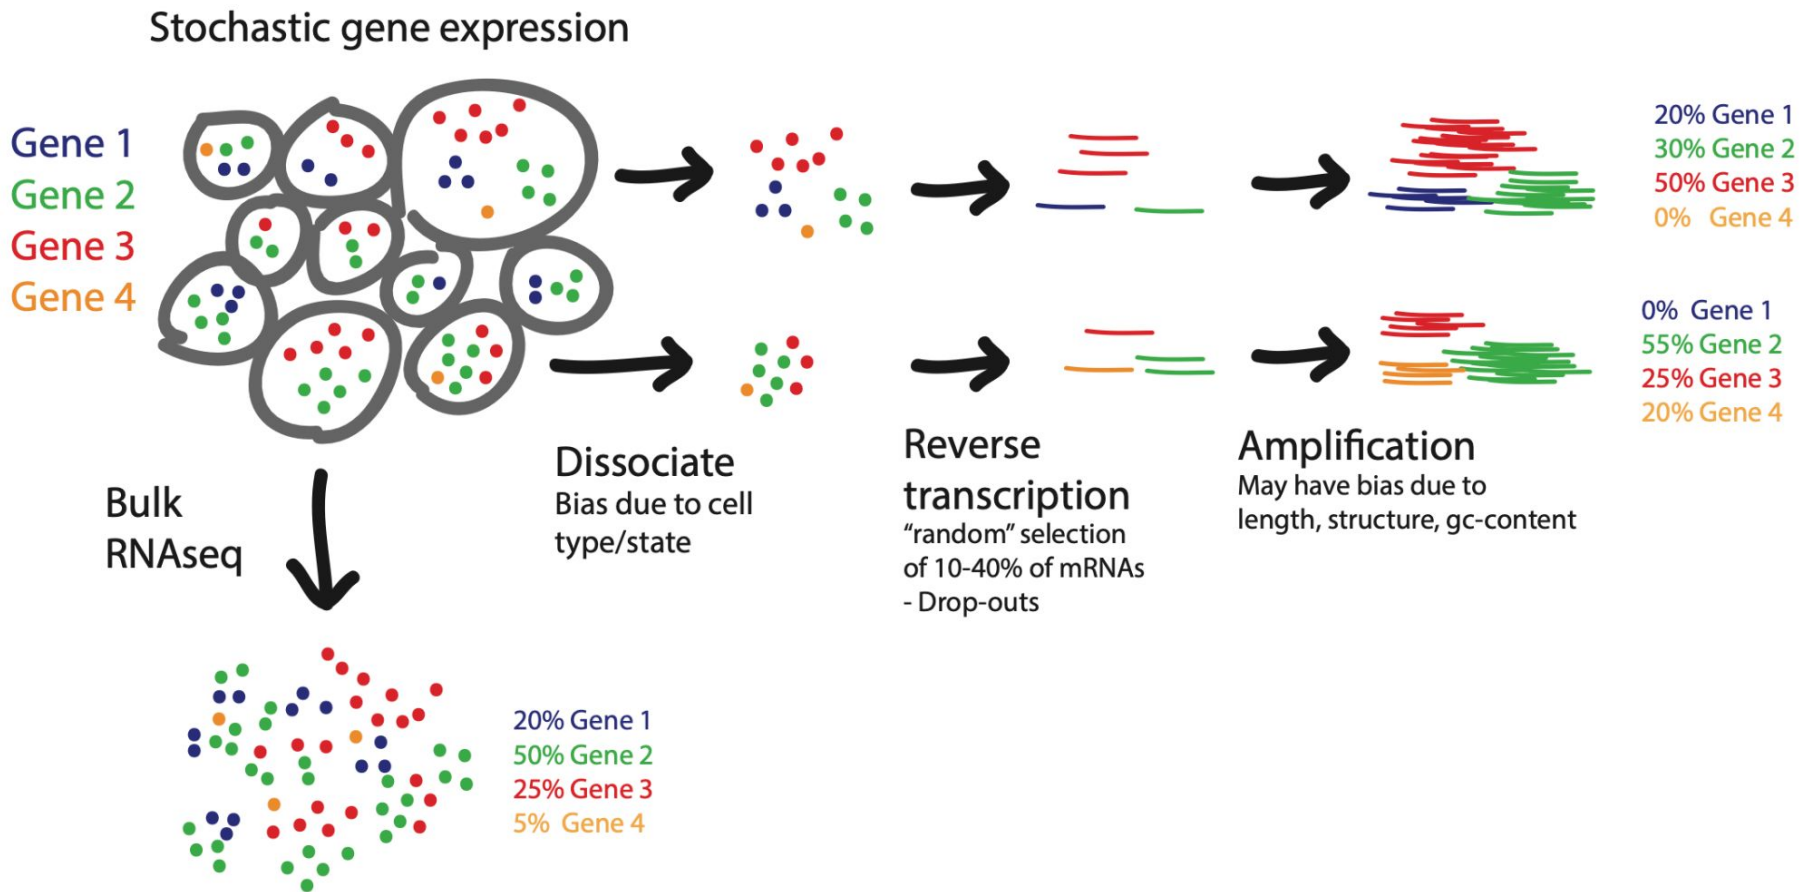 Stochastic gene expression
Gene 1
Gene 2
Gene 3
Gene 4
20% Gene 1
30% Gene 2
50% Gene 3
0% Gene 4
0% Gene 1
55% Gene 2
25% Gene 3
20% Gene 4
Bulk
RNAseq
Dissociate
Bias due to cell
type/state
Reverse
transcription
“random” selection
of 10-40% of mRNAs
- Drop-outs
Amplification
May have bias due to
length, structure, gc-content
20% Gene 1
50% Gene 2
25% Gene 3
5% Gene 4